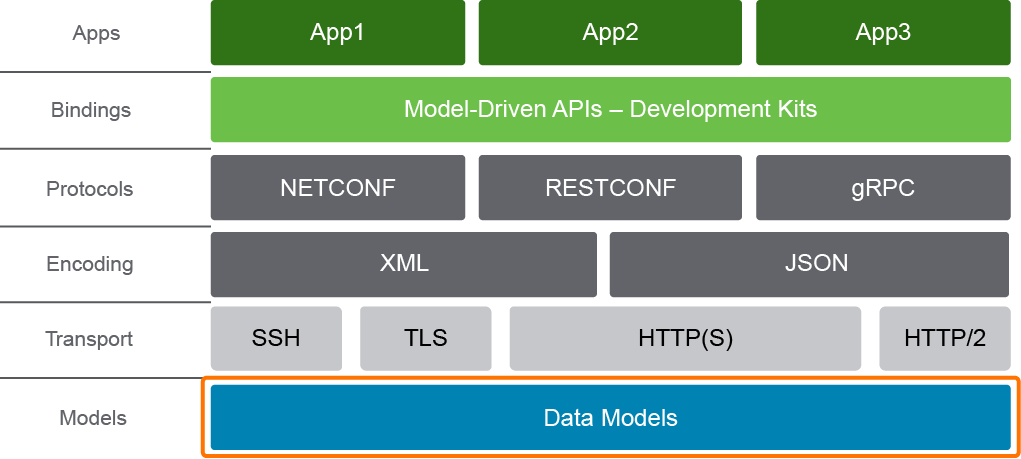 Apps
App1
App2
App3
Bindings
Model-Driven APIs – Development Kits
Protocols
NETCONF
RESTCONF
gRPC
Encoding
XML
JSON
Transport
SSH
TLS
HTTP(S)
HTTP/2
Models
Data Models